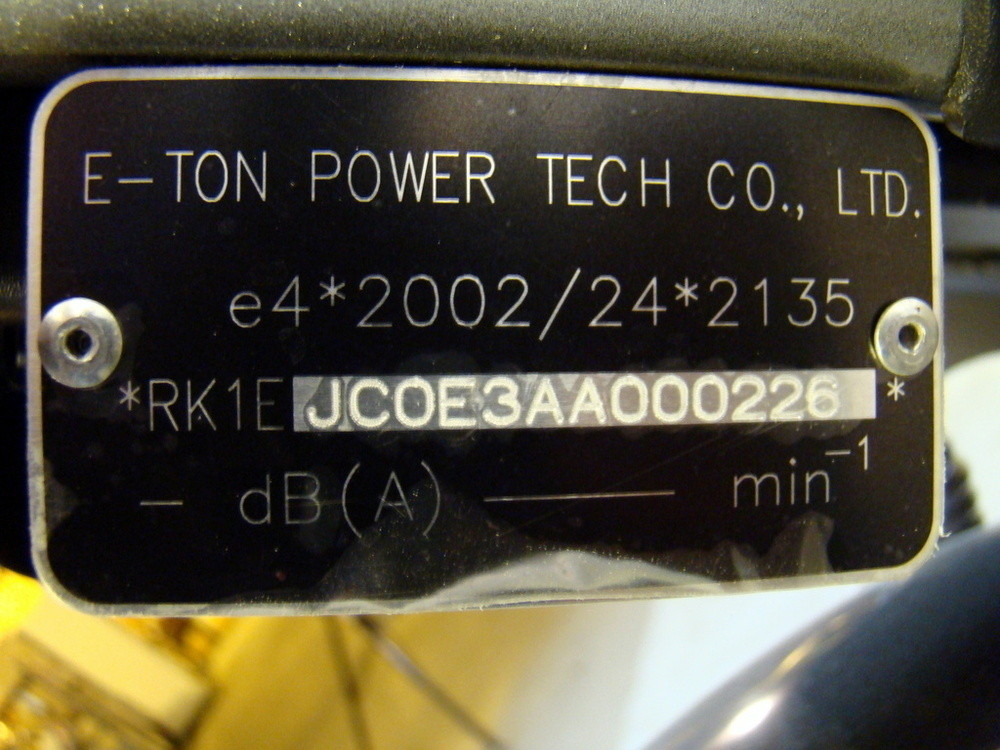 E-TON POWER TECH CO., LTD.
e4*2002/24*2135
*RK1EJC0E3AA000226*
- dB(A) —— min⁻¹